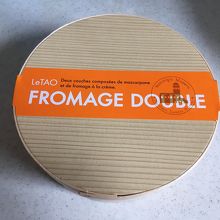 LeTAO
Deux couches composées de mascarpone
et de fromage à la crème.
FROMAGE DOUBLE